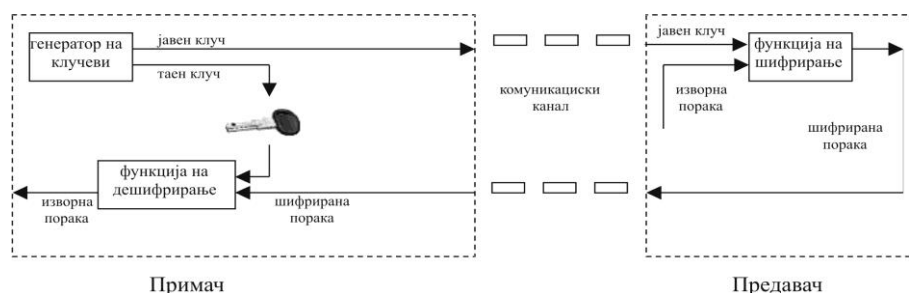 генератор на
клучеви
јавен клуч
таен клуч
функција на
дешифрирање
изворна
порака
шифрирана
порака
комуникациски
канал
јавен клуч
функција на
шифрирање
изворна
порака
шифрирана
порака
Примач
Предавач